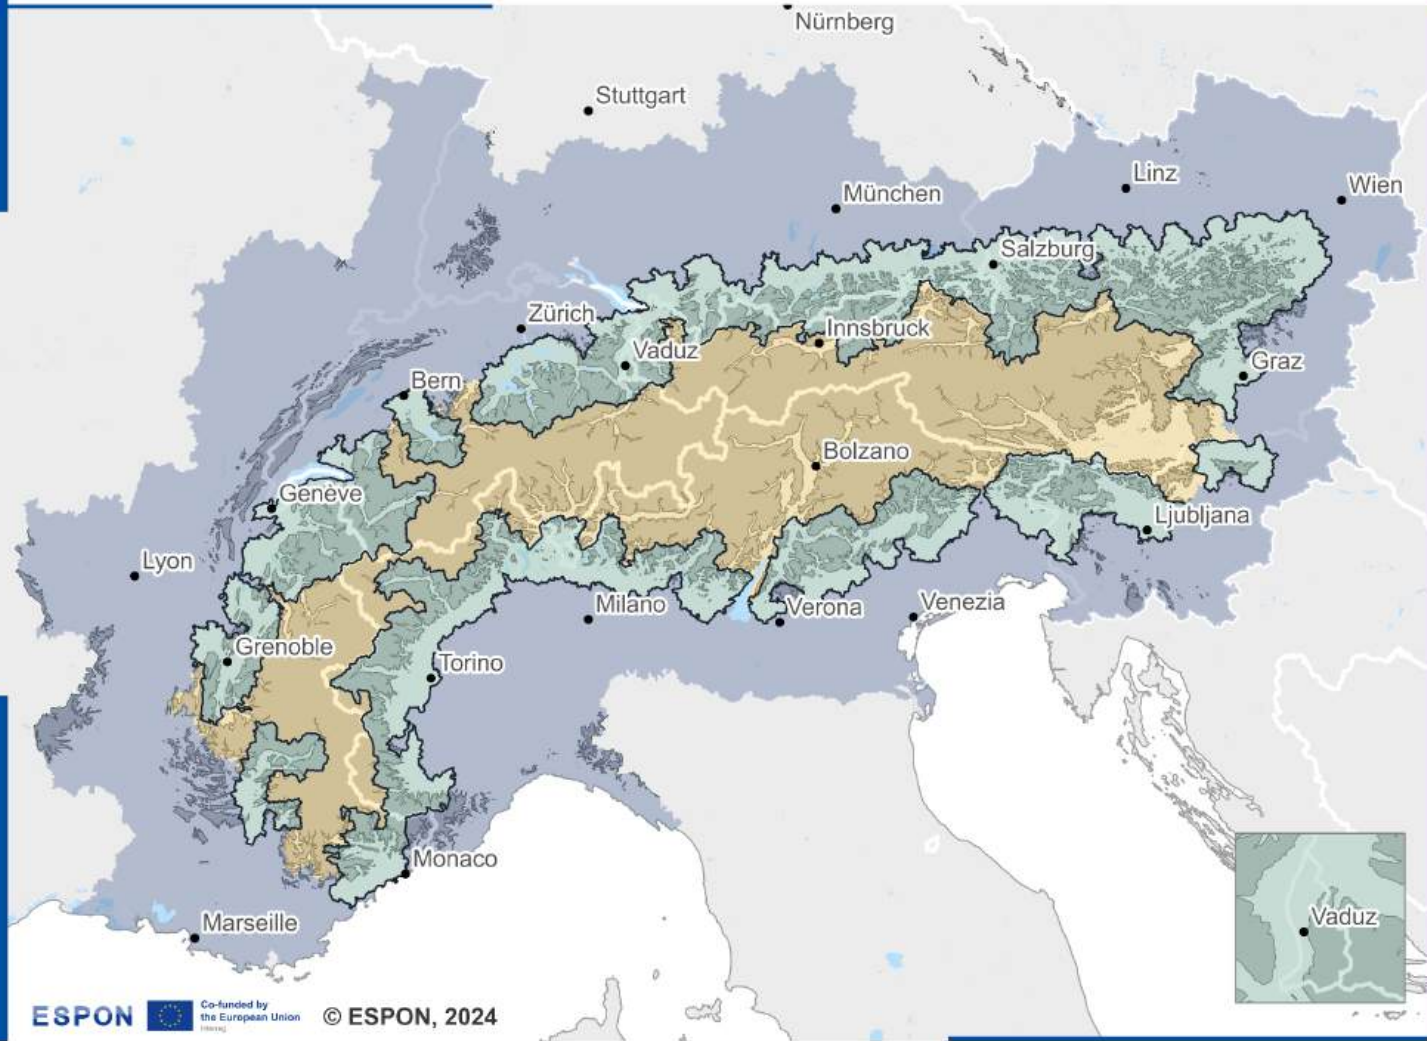 Nürnberg
Stuttgart
München
Linz
Wien
Salzburg
Zürich
Innsbruck
Vaduz
Bern
Graz
Bolzano
Genève
Ljubljana
Lyon
Milano
Verona
Venezia
Grenoble
Torino
Monaco
Marseille
Vaduz
ESPON
Co-funded by
the European Union
Interreg
© ESPON, 2024